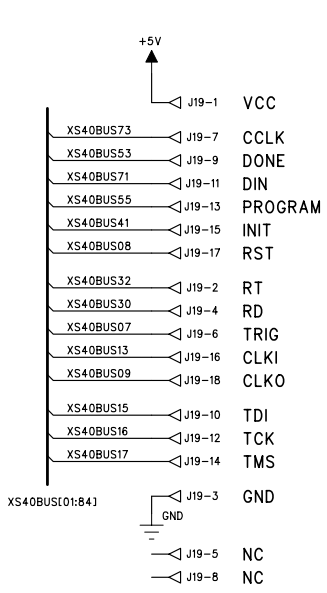 +5V
J19-1 VCC
XS40BUS73 J19-7 CCLK
XS40BUS53 J19-9 DONE
XS40BUS71 J19-11 DIN
XS40BUS55 J19-13 PROGRAM
XS40BUS41 J19-15 INIT
XS40BUS08 J19-17 RST
XS40BUS32 J19-2 RT
XS40BUS30 J19-4 RD
XS40BUS07 J19-6 TRIG
XS40BUS13 J19-16 CLKI
XS40BUS09 J19-18 CLKO
XS40BUS15 J19-10 TDI
XS40BUS16 J19-12 TCK
XS40BUS17 J19-14 TMS
XS40BUS[01:84] J19-3 GND
GND
J19-5 NC
J19-8 NC